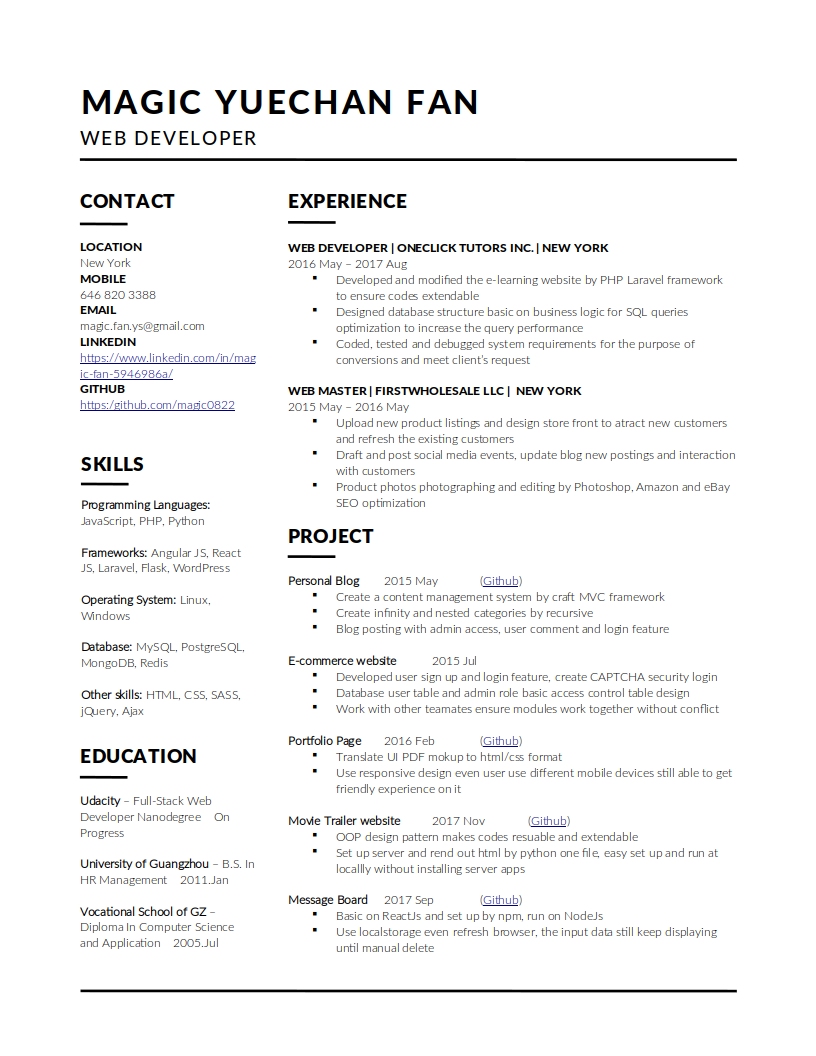 MAGIC YUECHAN FAN
WEB DEVELOPER
CONTACT
LOCATION
New York
MOBILE
646 820 3388
EMAIL
magic.fan.ys@gmail.com
LINKEDIN
https://www.linkedin.com/in/mag
ic-fan-5946986a/
GITHUB
https:/github.com/magic0822
SKILLS
Programming Languages:
JavaScript, PHP, Python
Frameworks: Angular JS, React
JS, Laravel, Flask, WordPress
Operating System: Linux,
Windows
Database: MySQL, PostgreSQL,
MongoDB, Redis
Other skills: HTML, CSS, SASS,
jQuery, Ajax
EDUCATION
Udacity – Full-Stack Web
Developer Nanodegree On
Progress
University of Guangzhou – B.S. In
HR Management 2011.Jan
Vocational School of GZ –
Diploma In Computer Science
and Application 2005.Jul
EXPERIENCE
WEB DEVELOPER | ONECLICK TUTORS INC. | NEW YORK
2016 May – 2017 Aug
▪ Developed and modified the e-learning website by PHP Laravel framework
to ensure codes extendable
▪ Designed database structure basic on business logic for SQL queries
optimization to increase the query performance
▪ Coded, tested and debugged system requirements for the purpose of
conversions and meet client's request
WEB MASTER | FIRSTWHOLESALE LLC | NEW YORK
2015 May – 2016 May
▪ Upload new product listings and design store front to atract new customers
and refresh the existing customers
▪ Draft and post social media events, update blog new postings and interaction
with customers
▪ Product photos photographing and editing by Photoshop, Amazon and eBay
SEO optimization
PROJECT
Personal Blog 2015 May (Github)
▪ Create a content management system by craft MVC framework
▪ Create infinity and nested categories by recursive
▪ Blog posting with admin access, user comment and login feature
E-commerce website 2015 Jul
▪ Developed user sign up and login feature, create CAPTCHA security login
▪ Database user table and admin role basic access control table design
▪ Work with other teamates ensure modules work together without conflict
Portfolio Page 2016 Feb (Github)
▪ Translate UI PDF mokup to html/css format
▪ Use responsive design even user use different mobile devices still able to get
friendly experience on it
Movie Trailer website 2017 Nov (Github)
▪ OOP design pattern makes codes resuable and extendable
▪ Set up server and rend out html by python one file, easy set up and run at
locallly without installing server apps
Message Board 2017 Sep (Github)
▪ Basic on ReactJs and set up by npm, run on NodeJs
▪ Use localstorage even refresh browser, the input data still keep displaying
until manual delete